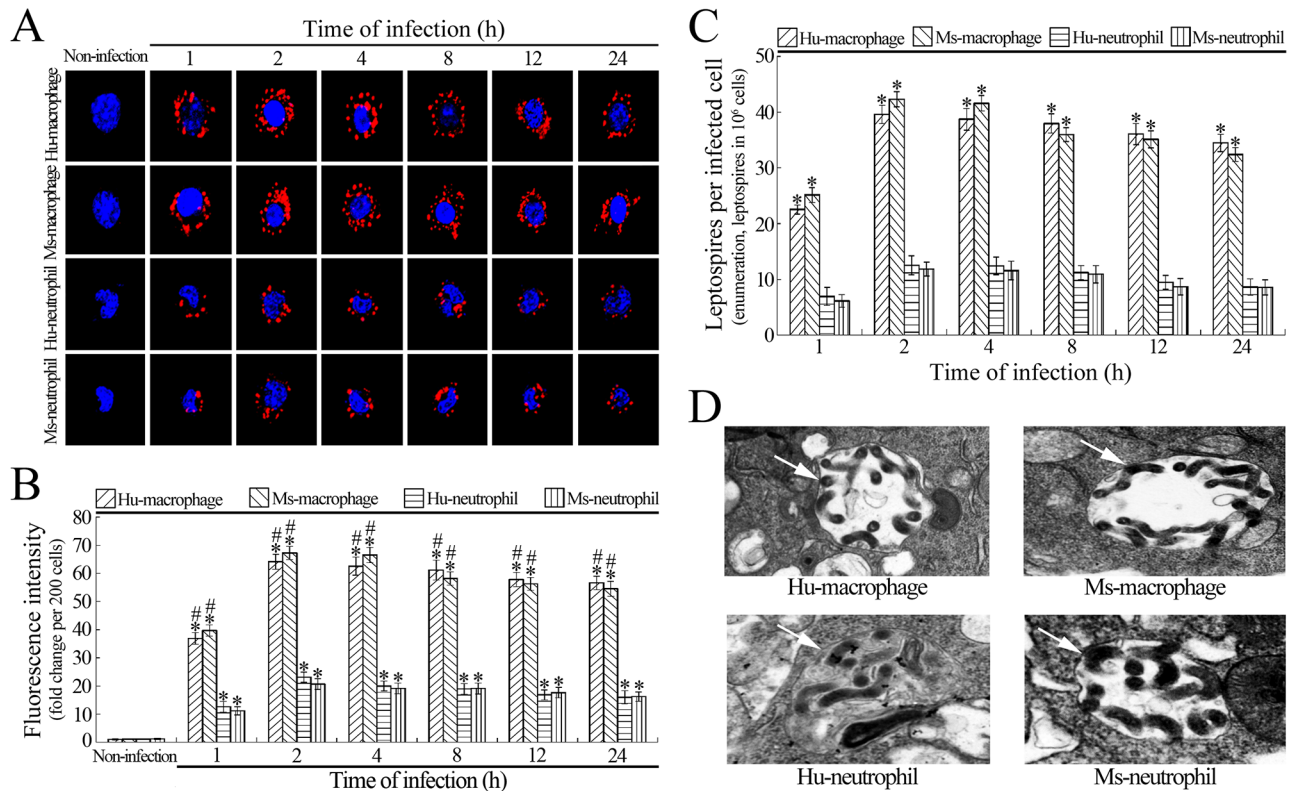 A
Time of infection (h)
Non-infection 1 2 4 8 12 24
Hu-macrophage
Ms-macrophage
Hu-neutrophil
Ms-neutrophil
B
Hu-macrophage Ms-macrophage Hu-neutrophil Ms-neutrophil
Fluorescence intensity
(fold change per 200 cells)
80
70
60
50
40
30
20
10
0
# # # # # # # # # # # #
* * * * * * * * * * * * * * * * * * * * * * * *
Non-infection 1 2 4 8 12 24
Time of infection (h)
C
Hu-macrophage Ms-macrophage Hu-neutrophil Ms-neutrophil
Leptospires per infected cell
(enumeration, leptospires in 10⁶ cells)
50
40
30
20
10
0
* * * * * * * * * * * *
1 2 4 8 12 24
Time of infection (h)
D
Hu-macrophage Ms-macrophage
Hu-neutrophil Ms-neutrophil